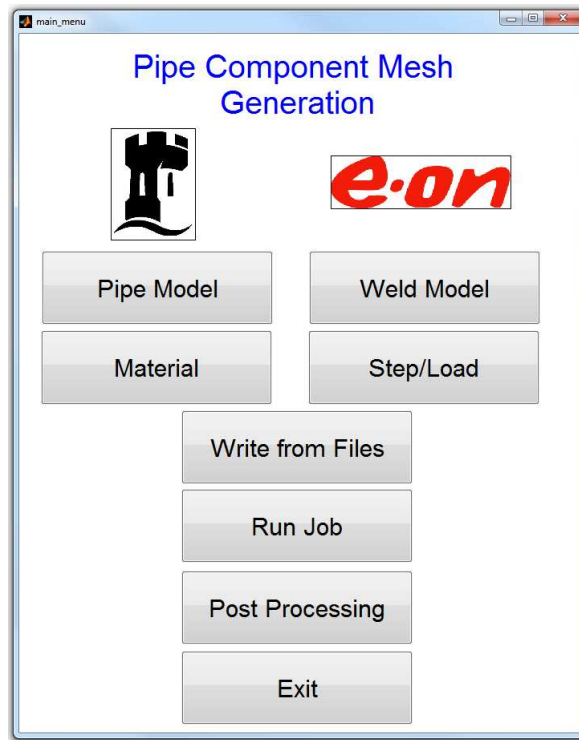 main_menu
Pipe Component Mesh
Generation
e·on
Pipe Model
Weld Model
Material
Step/Load
Write from Files
Run Job
Post Processing
Exit